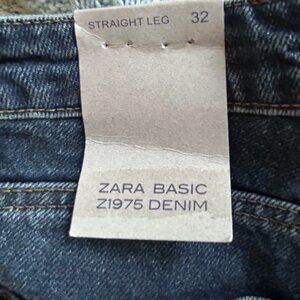 STRAIGHT LEG 32
ZARA BASIC
Z1975 DENIM